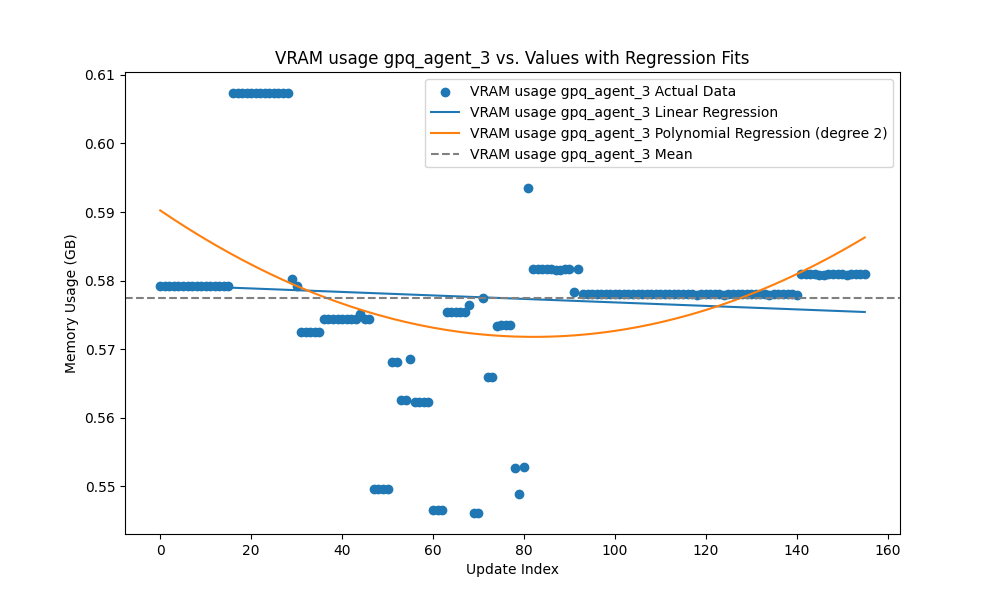 VRAM usage gpq_agent_3 vs. Values with Regression Fits
VRAM usage gpq_agent_3 Actual Data
VRAM usage gpq_agent_3 Linear Regression
VRAM usage gpq_agent_3 Polynomial Regression (degree 2)
VRAM usage gpq_agent_3 Mean
Memory Usage (GB)
0.61
0.60
0.59
0.58
0.57
0.56
0.55
0 20 40 60 80 100 120 140 160
Update Index